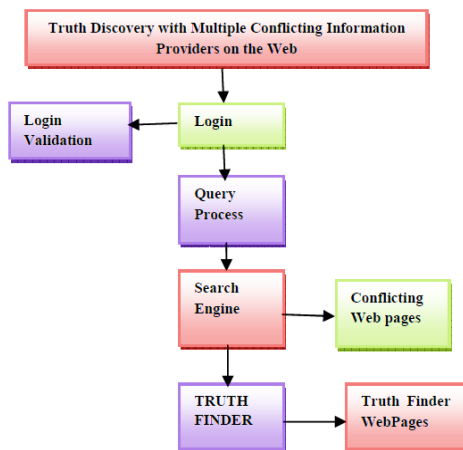 Truth Discovery with Multiple Conflicting Information
Providers on the Web
Login
Validation
Login
Query
Process
Search
Engine
Conflicting
Web pages
TRUTH
FINDER
Truth Finder
WebPages